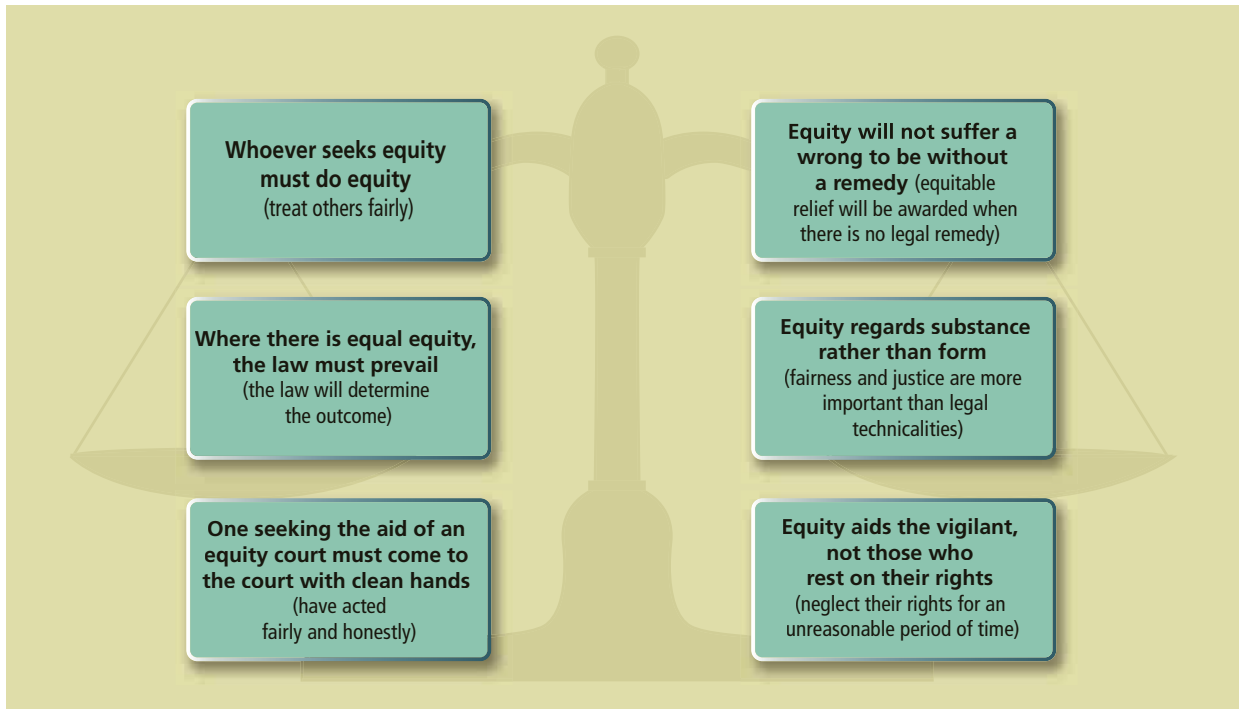 Whoever seeks equity
must do equity
(treat others fairly)
Where there is equal equity,
the law must prevail
(the law will determine
the outcome)
One seeking the aid of an
equity court must come to
the court with clean hands
(have acted
fairly and honestly)
Equity will not suffer a
wrong to be without
a remedy (equitable
relief will be awarded when
there is no legal remedy)
Equity regards substance
rather than form
(fairness and justice are more
important than legal
technicalities)
Equity aids the vigilant,
not those who
rest on their rights
(neglect their rights for an
unreasonable period of time)